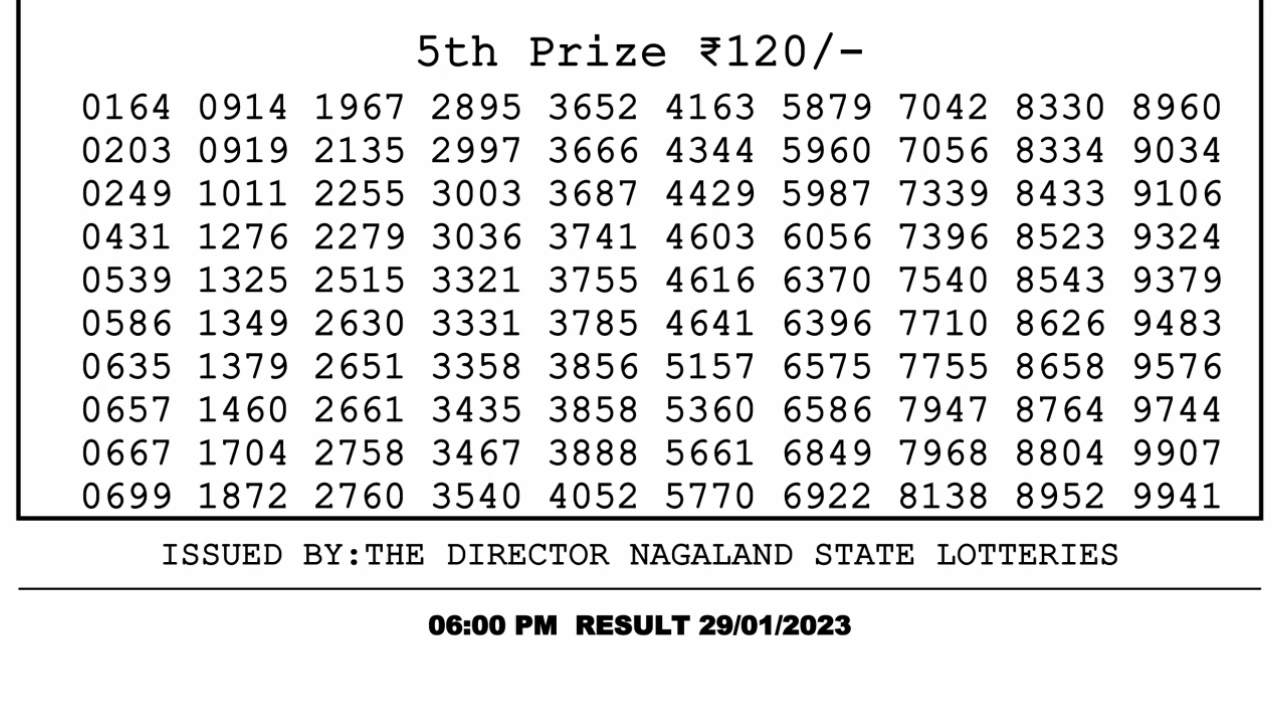 5th Prize ₹120/-
0164 0914 1967 2895 3652 4163 5879 7042 8330 8960
0203 0919 2135 2997 3666 4344 5960 7056 8334 9034
0249 1011 2255 3003 3687 4429 5987 7339 8433 9106
0431 1276 2279 3036 3741 4603 6056 7396 8523 9324
0539 1325 2515 3321 3755 4616 6370 7540 8543 9379
0586 1349 2630 3331 3785 4641 6396 7710 8626 9483
0635 1379 2651 3358 3856 5157 6575 7755 8658 9576
0657 1460 2661 3435 3858 5360 6586 7947 8764 9744
0667 1704 2758 3467 3888 5661 6849 7968 8804 9907
0699 1872 2760 3540 4052 5770 6922 8138 8952 9941
ISSUED BY:THE DIRECTOR NAGALAND STATE LOTTERIES
06:00 PM RESULT 29/01/2023